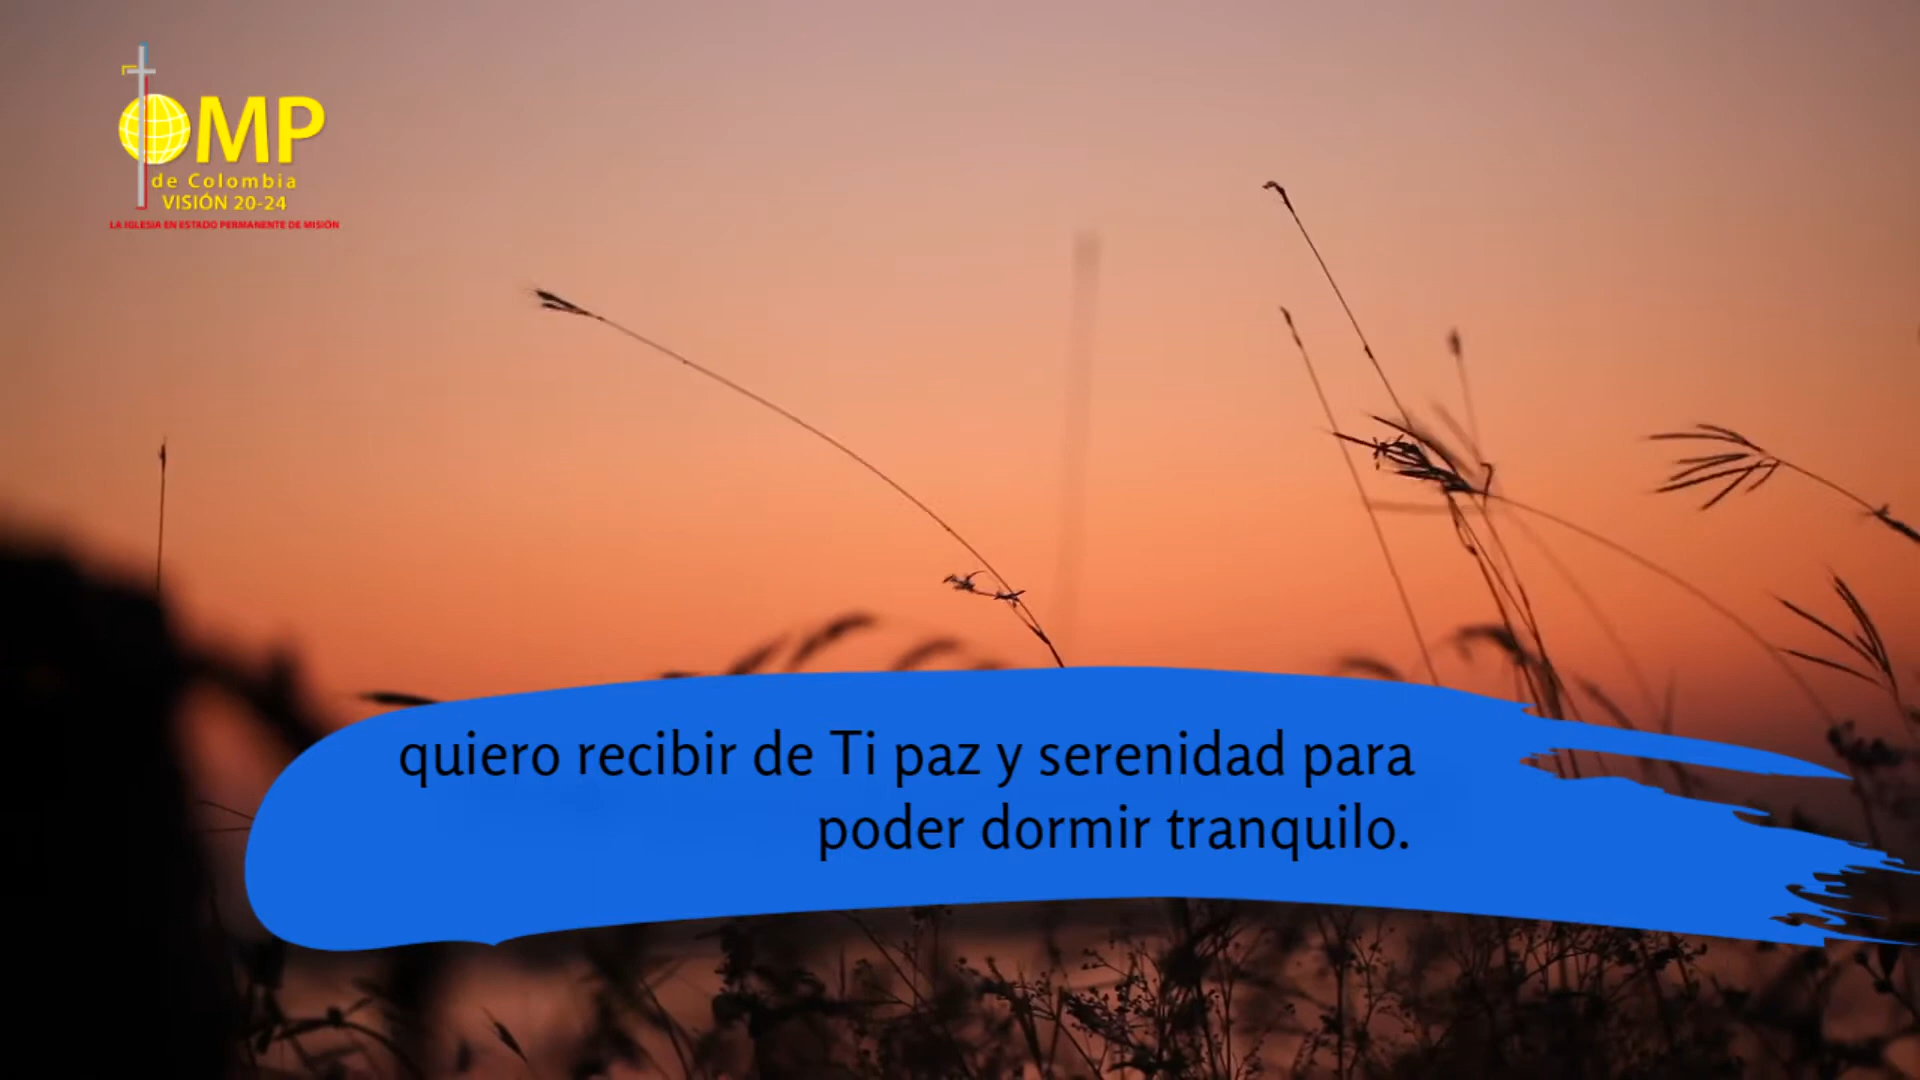 OMP
de Colombia
VISIÓN 20-24
LA IGLESIA EN ESTADO PERMANENTE DE MISIÓN
quiero recibir de Ti paz y serenidad para
poder dormir tranquilo.